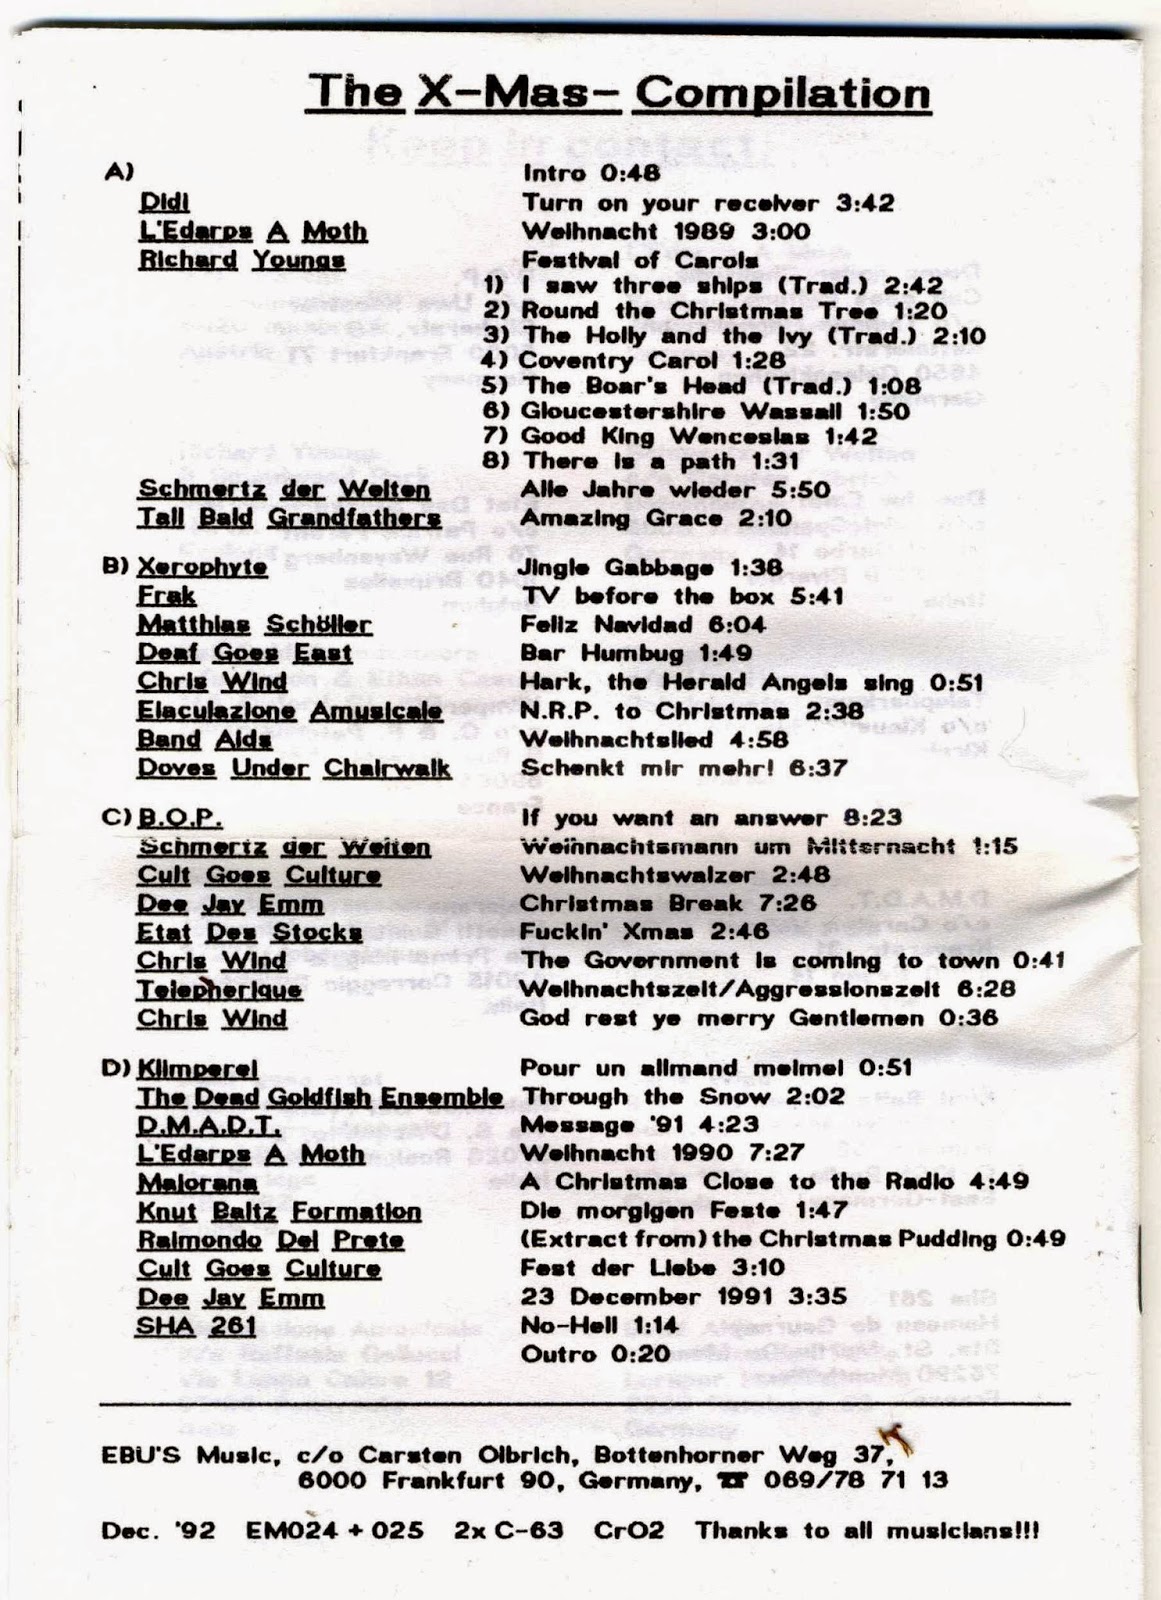 The X-Mas- Compilation
A) Intro 0:48
Didi Turn on your receiver 3:42
L'Edarps A Moth Weihnacht 1989 3:00
Richard Youngs Festival of Carols
1) I saw three ships (Trad.) 2:42
2) Round the Christmas Tree 1:20
3) The Holly and the Ivy (Trad.) 2:10
4) Coventry Carol 1:28
5) The Boar's Head (Trad.) 1:08
6) Gloucestershire Wassail 1:50
7) Good King Wenceslas 1:42
8) There is a path 1:31
Schmertz der Welten Alle Jahre wieder 5:50
Tall Bald Grandfathers Amazing Grace 2:10
B) Xerophyte Jingle Gabbage 1:38
Frak TV before the box 5:41
Matthias Schöller Feliz Navidad 6:04
Deaf Goes East Bar Humbug 1:49
Chris Wind Hark, the Herald Angels sing 0:51
Eiaculazione Amusicale N.R.P. to Christmas 2:38
Band Aids Weihnachtslied 4:58
Doves Under Chairwalk Schenkt mir mehr! 6:37
C) B.O.P. If you want an answer 8:23
Schmertz der Welten Weihnachtsmann um Mitternacht 1:15
Cult Goes Culture Weihnachtswalzer 2:48
Dee Jay Emm Christmas Break 7:26
Etat Des Stocks Fuckin' Xmas 2:46
Chris Wind The Government is coming to town 0:41
Telepherique Weihnachtszeit/Aggressionszeit 6:28
Chris Wind God rest ye merry Gentlemen 0:36
D) Klimperei Pour un allmand meimel 0:51
The Dead Goldfish Ensemble Through the Snow 2:02
D.M.A.D.T. Message '91 4:23
L'Edarps A Moth Weihnacht 1990 7:27
Maiorana A Christmas Close to the Radio 4:49
Knut Baltz Formation Die morgigen Feste 1:47
Raimondo Del Prete (Extract from) the Christmas Pudding 0:49
Cult Goes Culture Fest der Liebe 3:10
Dee Jay Emm 23 December 1991 3:35
SHA 261 No-Hell 1:14
Outro 0:20
EBU'S Music, c/o Carsten Olbrich, Bottenhorner Weg 37,
6000 Frankfurt 90, Germany, ☎ 069/78 71 13
Dec. '92 EM024 + 025 2x C-63 CrO2 Thanks to all musicians!!!